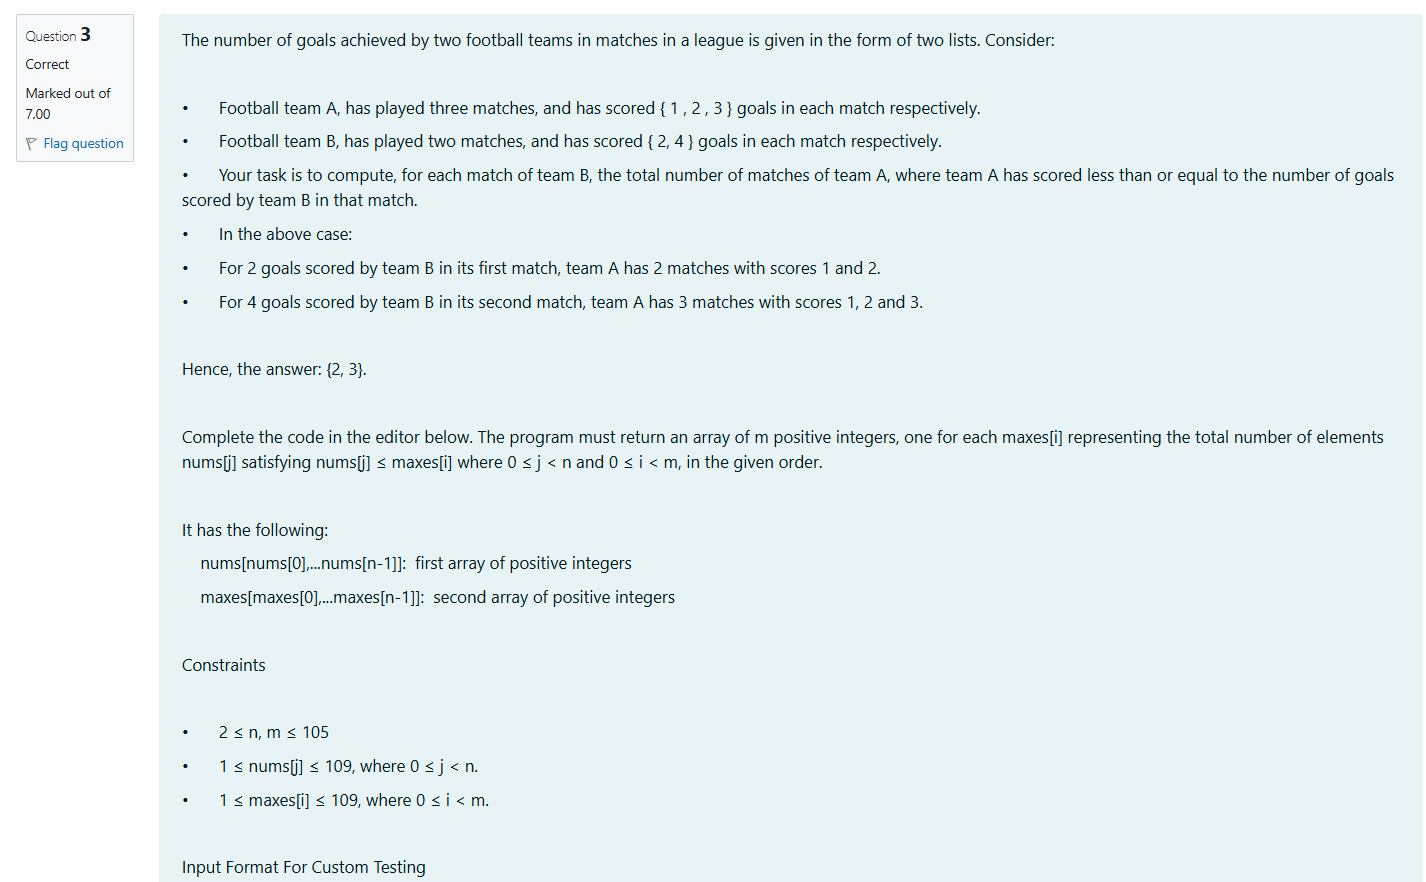 Question 3
Correct
Marked out of
7.00
Flag question
The number of goals achieved by two football teams in matches in a league is given in the form of two lists. Consider:
• Football team A, has played three matches, and has scored { 1 , 2 , 3 } goals in each match respectively.
• Football team B, has played two matches, and has scored { 2, 4 } goals in each match respectively.
• Your task is to compute, for each match of team B, the total number of matches of team A, where team A has scored less than or equal to the number of goals
scored by team B in that match.
• In the above case:
• For 2 goals scored by team B in its first match, team A has 2 matches with scores 1 and 2.
• For 4 goals scored by team B in its second match, team A has 3 matches with scores 1, 2 and 3.
Hence, the answer: {2, 3}.
Complete the code in the editor below. The program must return an array of m positive integers, one for each maxes[i] representing the total number of elements
nums[j] satisfying nums[j] ≤ maxes[i] where 0 ≤ j < n and 0 ≤ i < m, in the given order.
It has the following:
nums[nums[0],...nums[n-1]]: first array of positive integers
maxes[maxes[0],...maxes[n-1]]: second array of positive integers
Constraints
• 2 ≤ n, m ≤ 105
• 1 ≤ nums[j] ≤ 109, where 0 ≤ j < n.
• 1 ≤ maxes[i] ≤ 109, where 0 ≤ i < m.
Input Format For Custom Testing